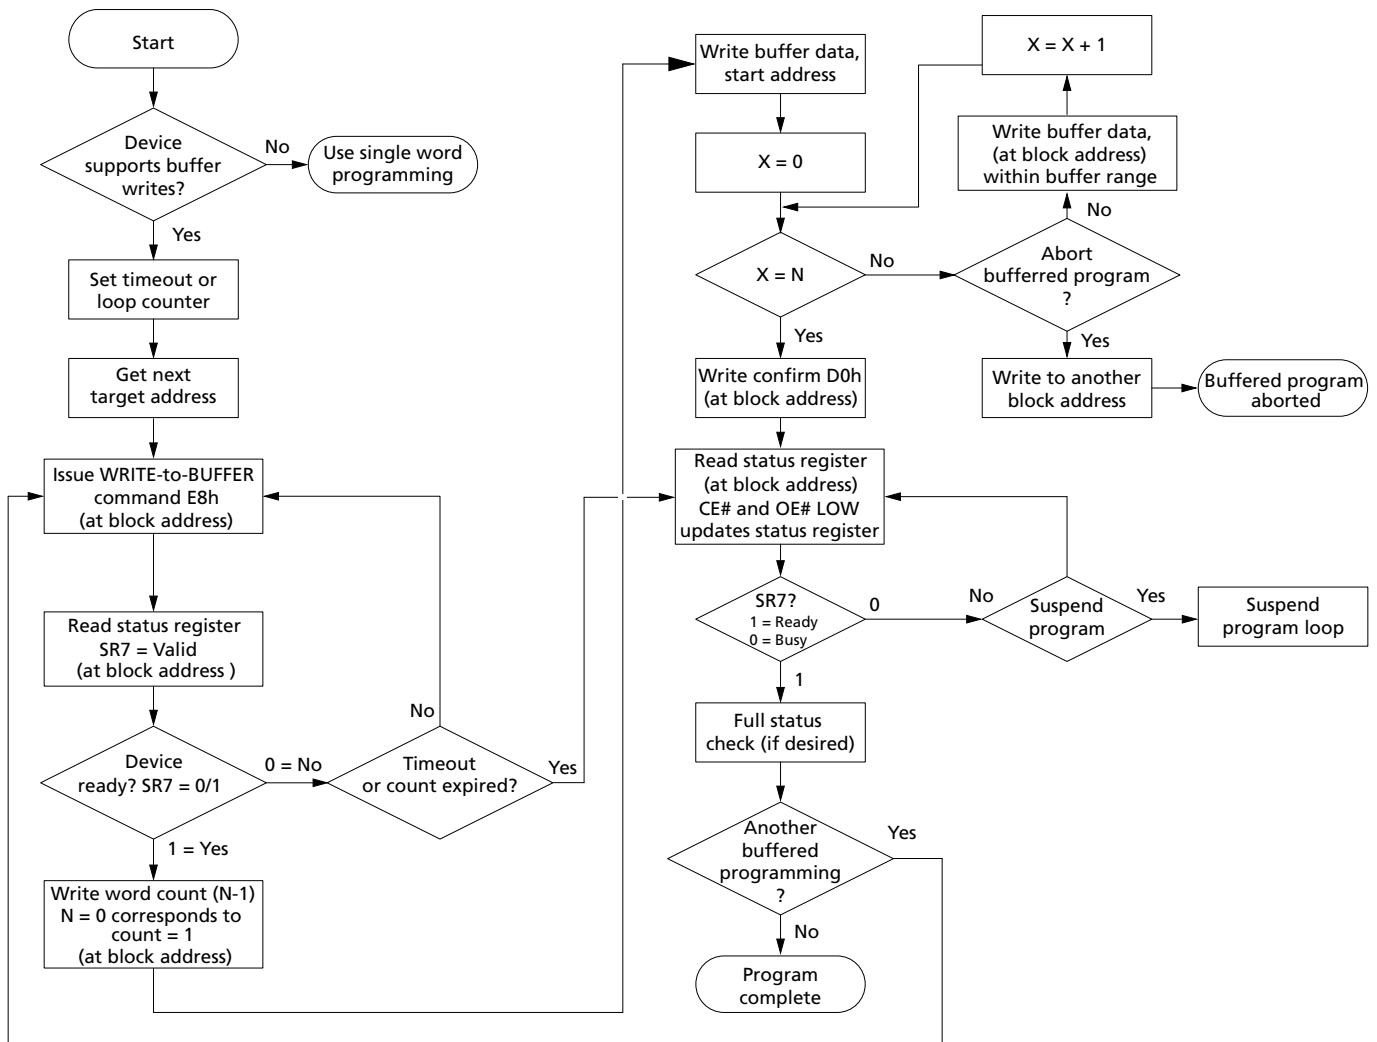 Start
Device
supports buffer
writes?
No
Use single word
programming
Yes
Set timeout or
loop counter
Get next
target address
Issue WRITE-to-BUFFER
command E8h
(at block address)
Read status register
SR7 = Valid
(at block address )
Device
ready? SR7 = 0/1
0 = No
No
Timeout
or count expired?
Yes
1 = Yes
Write word count (N-1)
N = 0 corresponds to
count = 1
(at block address)
Write buffer data,
start address
X = 0
X = N
No
Abort
bufferred program
?
No
Write buffer data,
(at block address)
within buffer range
X = X + 1
Yes
Write to another
block address
Buffered program
aborted
Yes
Write confirm D0h
(at block address)
Read status register
(at block address)
CE# and OE# LOW
updates status register
SR7?
1 = Ready
0 = Busy
0
No
Suspend
program
Yes
Suspend
program loop
1
Full status
check (if desired)
Another
buffered
programming
?
Yes
No
Program
complete